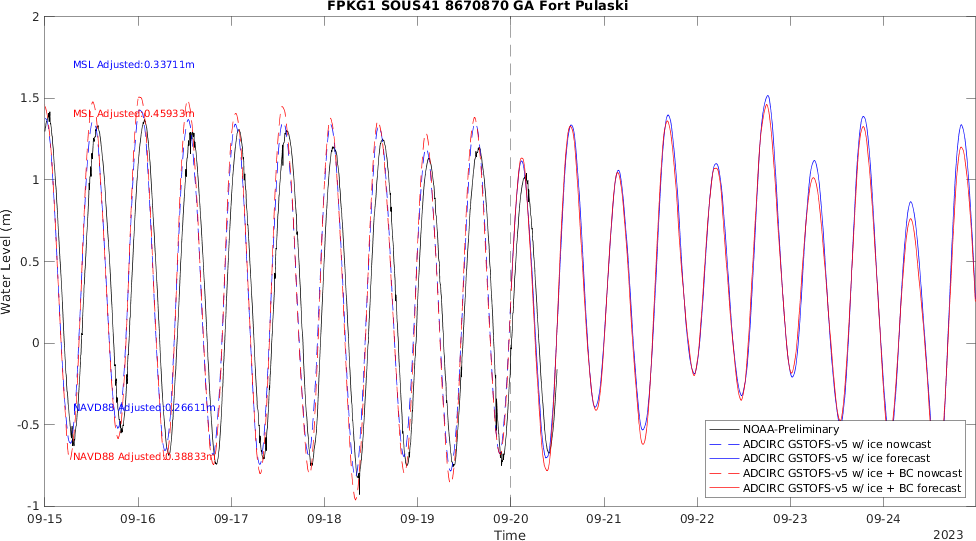 FPKG1 SOUS41 8670870 GA Fort Pulaski
2
1.5
1
0.5
0
-0.5
-1
Water Level (m)
MSL Adjusted:0.33711m
MSL Adjusted:0.45933m
NAVD88 Adjusted:0.26611m
NAVD88 Adjusted:0.38833m
NOAA-Preliminary
ADCIRC GSTOFS-v5 w/ ice nowcast
ADCIRC GSTOFS-v5 w/ ice forecast
ADCIRC GSTOFS-v5 w/ ice + BC nowcast
ADCIRC GSTOFS-v5 w/ ice + BC forecast
09-15 09-16 09-17 09-18 09-19 09-20 09-21 09-22 09-23 09-24
Time
2023